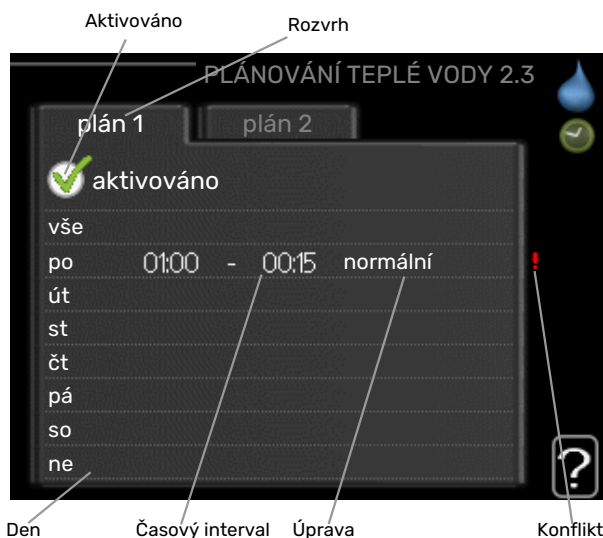 Aktivováno
Rozvrh
PLÁNOVÁNÍ TEPLÉ VODY 2.3
plán 1
plán 2
aktivováno
vše
po 01:00 - 00:15 normální !
út
st
čt
pá
so
ne
?
Den
Časový interval
Úprava
Konflikt